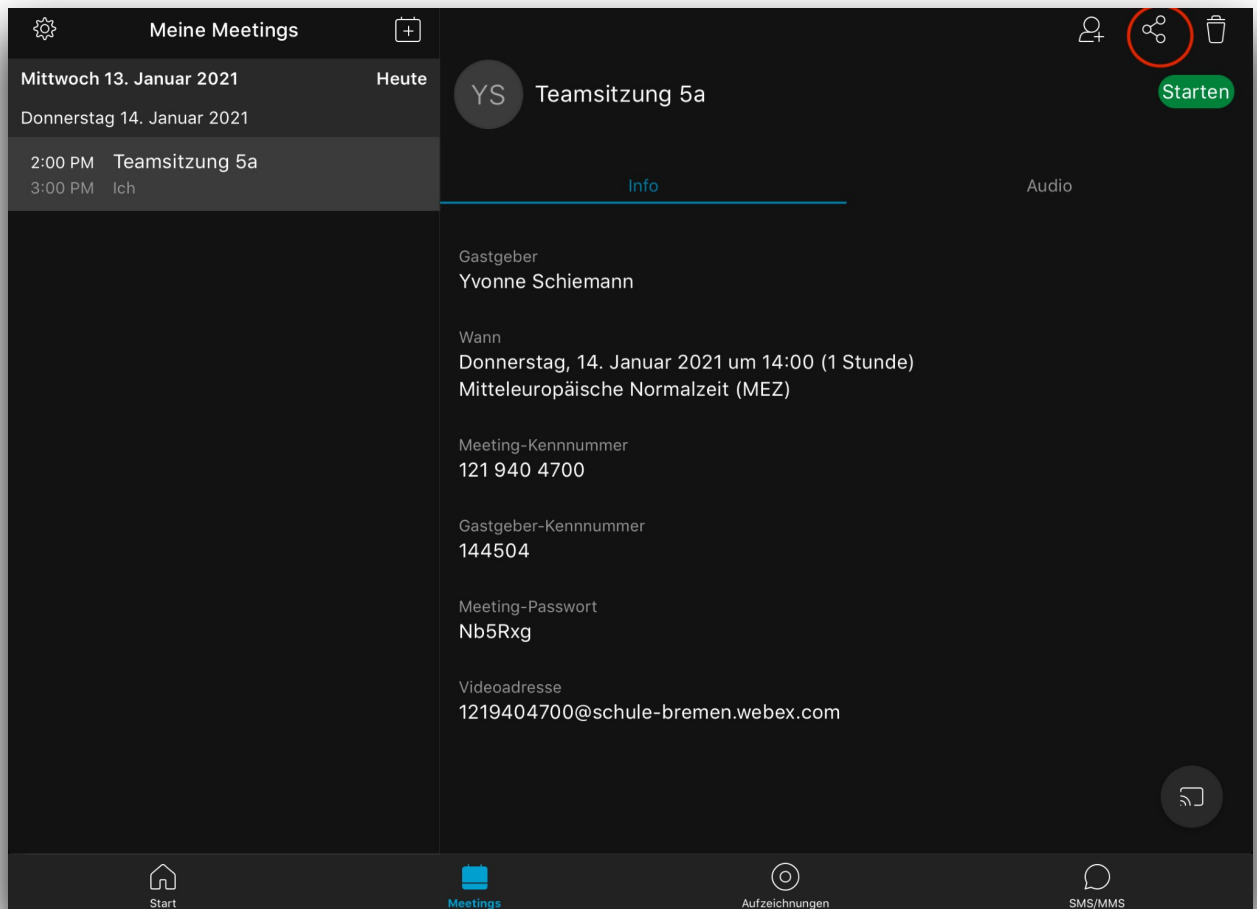 Meine Meetings
Mittwoch 13. Januar 2021 Heute
Donnerstag 14. Januar 2021
2:00 PM Teamsitzung 5a
3:00 PM Ich
YS Teamsitzung 5a
Starten
Info Audio
Gastgeber
Yvonne Schiemann
Wann
Donnerstag, 14. Januar 2021 um 14:00 (1 Stunde)
Mitteleuropäische Normalzeit (MEZ)
Meeting-Kennnummer
121 940 4700
Gastgeber-Kennnummer
144504
Meeting-Passwort
Nb5Rxg
Videoadresse
1219404700@schule-bremen.webex.com
Start Meetings Aufzeichnungen SMS/MMS